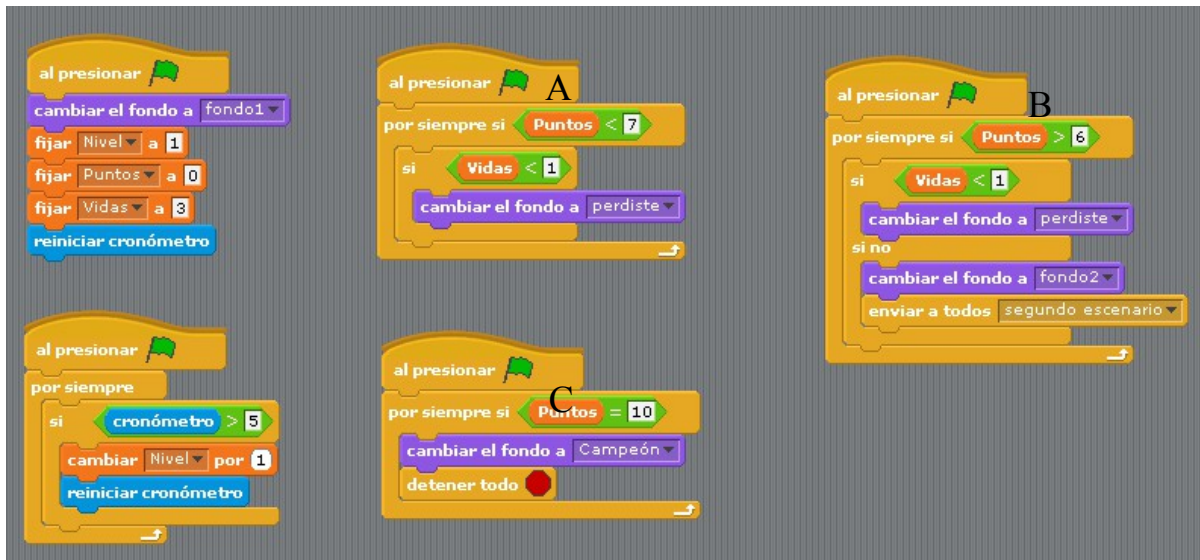 al presionar
cambiar el fondo a fondo1
fijar Nivel a 1
fijar Puntos a 0
fijar Vidas a 3
reiniciar cronómetro
al presionar
por siempre
si cronómetro > 5
cambiar Nivel por 1
reiniciar cronómetro
A
al presionar
por siempre si Puntos < 7
si Vidas < 1
cambiar el fondo a perdiste
al presionar
C
por siempre si Puntos = 10
cambiar el fondo a Campeón
detener todo
al presionar
B
por siempre si Puntos > 6
si Vidas < 1
cambiar el fondo a perdiste
si no
cambiar el fondo a fondo2
enviar a todos segundo escenario